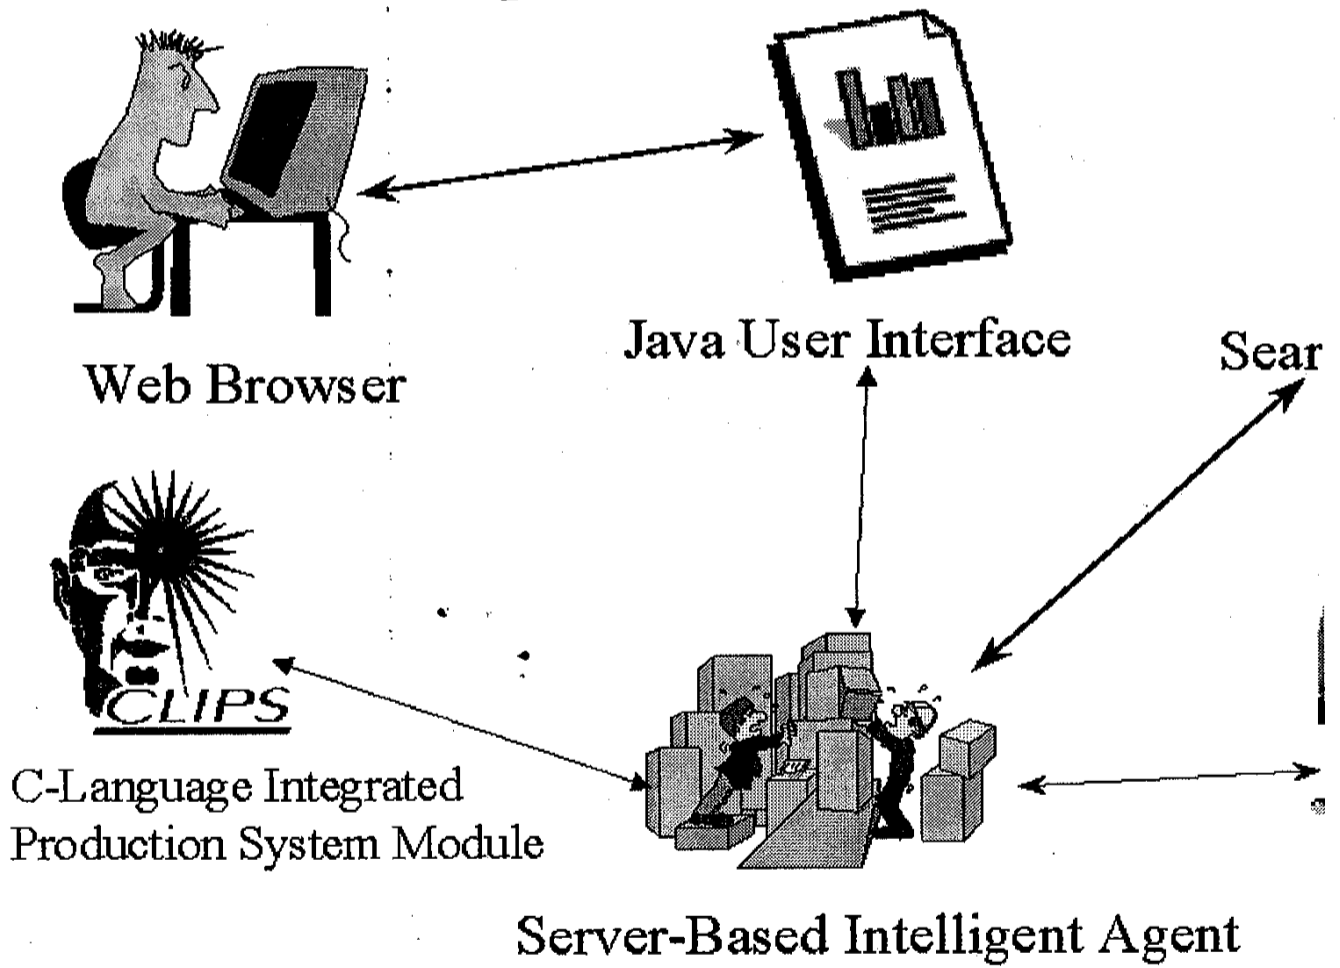 Java User Interface
Sear
Web Browser
CLIPS
C-Language Integrated
Production System Module
Server-Based Intelligent Agent